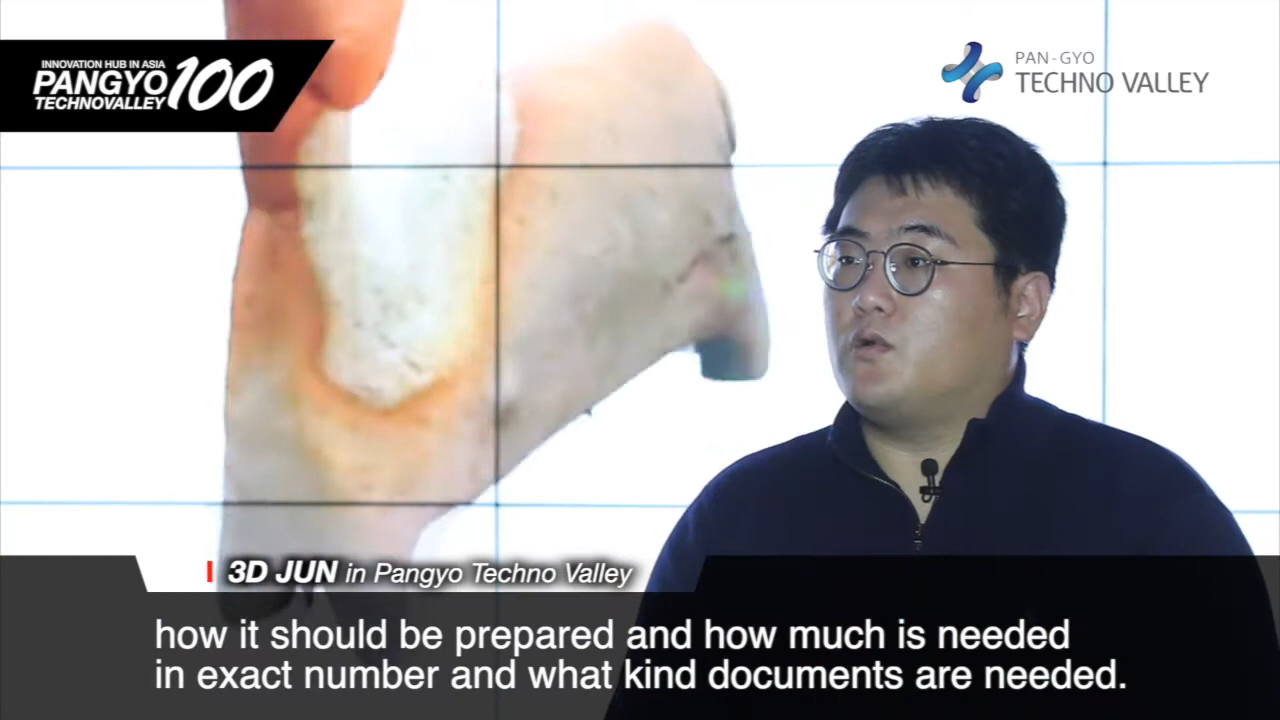 INNOVATION HUB IN ASIA
PANGYO 100
TECHNOVALLEY
PAN-GYO
TECHNO VALLEY
3D JUN in Pangyo Techno Valley
how it should be prepared and how much is needed
in exact number and what kind documents are needed.